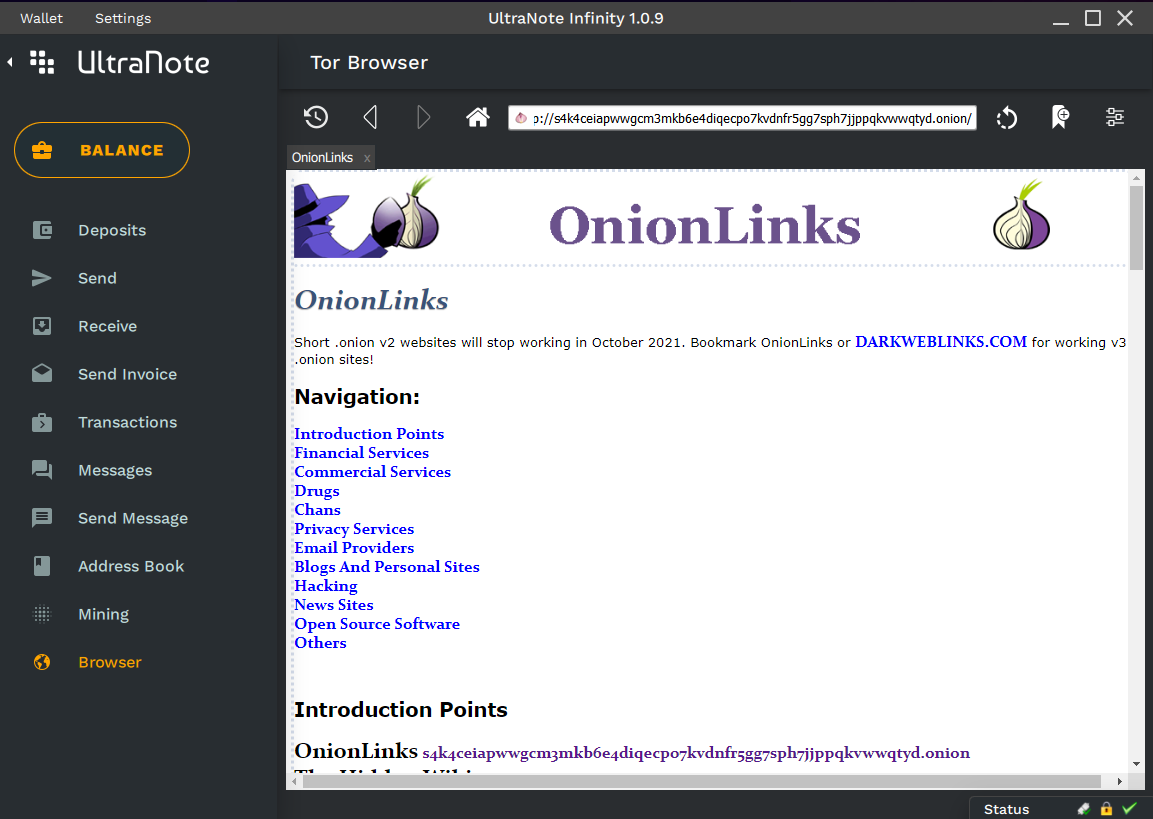 Wallet Settings UltraNote Infinity 1.0.9
UltraNote
Tor Browser
BALANCE
Deposits
Send
Receive
Send Invoice
Transactions
Messages
Send Message
Address Book
Mining
Browser
p://s4k4ceiapwwgcm3mkb6e4diqecpo7kvdnfr5gg7sph7jjppqkvwwqtyd.onion/
OnionLinks x
OnionLinks
OnionLinks
Short .onion v2 websites will stop working in October 2021. Bookmark OnionLinks or DARKWEBLINKS.COM for working v3
.onion sites!
Navigation:
Introduction Points
Financial Services
Commercial Services
Drugs
Chans
Privacy Services
Email Providers
Blogs And Personal Sites
Hacking
News Sites
Open Source Software
Others
Introduction Points
OnionLinks s4k4ceiapwwgcm3mkb6e4diqecpo7kvdnfr5gg7sph7jjppqkvwwqtyd.onion
The Hidden Wiki
Status